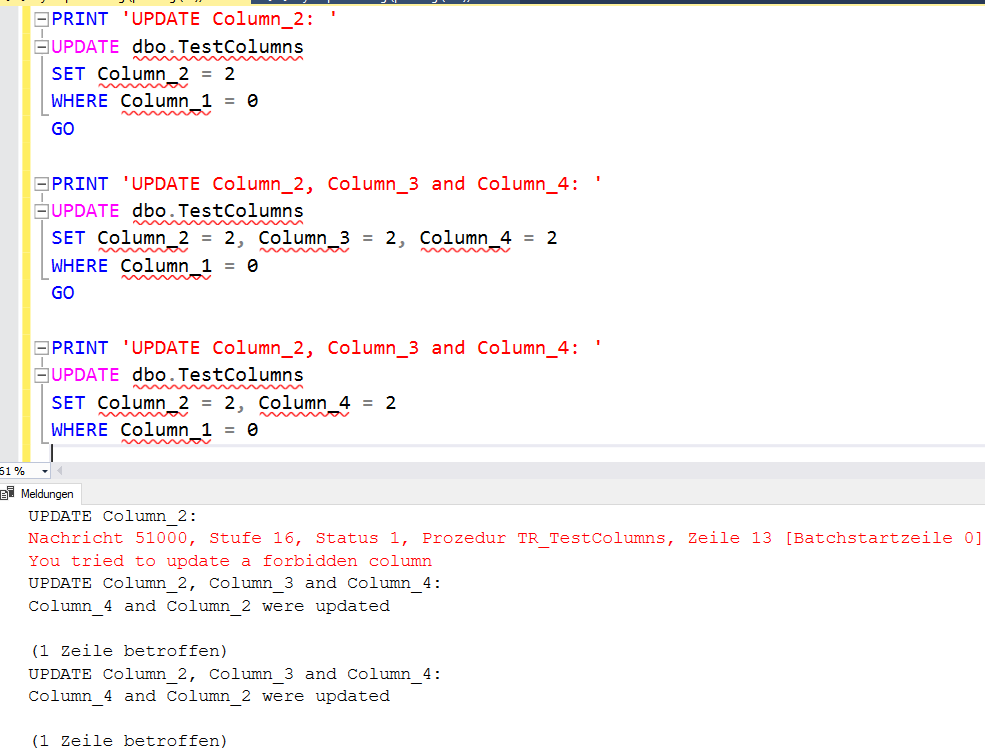 PRINT 'UPDATE Column_2: '
UPDATE dbo.TestColumns
SET Column_2 = 2
WHERE Column_1 = 0
GO
PRINT 'UPDATE Column_2, Column_3 and Column_4: '
UPDATE dbo.TestColumns
SET Column_2 = 2, Column_3 = 2, Column_4 = 2
WHERE Column_1 = 0
GO
PRINT 'UPDATE Column_2, Column_3 and Column_4: '
UPDATE dbo.TestColumns
SET Column_2 = 2, Column_4 = 2
WHERE Column_1 = 0
61 %
Meldungen
UPDATE Column_2:
Nachricht 51000, Stufe 16, Status 1, Prozedur TR_TestColumns, Zeile 13 [Batchstartzeile 0]
You tried to update a forbidden column
UPDATE Column_2, Column_3 and Column_4:
Column_4 and Column_2 were updated
(1 Zeile betroffen)
UPDATE Column_2, Column_3 and Column_4:
Column_4 and Column_2 were updated
(1 Zeile betroffen)